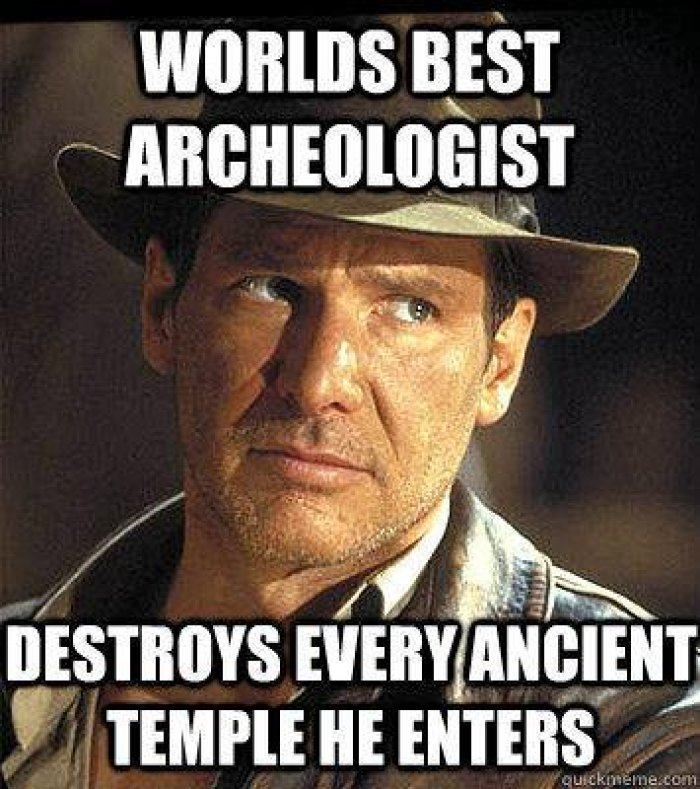 WORLDS BEST
ARCHEOLOGIST
DESTROYS EVERY ANCIENT
TEMPLE HE ENTERS
quickmeme.com